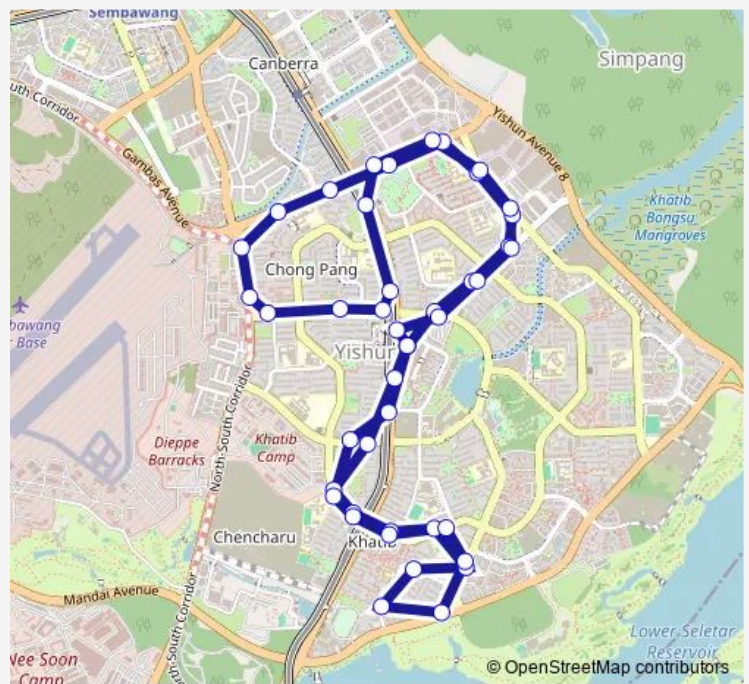 Sembawang
Canberra
Simpang
outh Corridor
Gambas Avenue
Yishun Avenue 8
Khatib
Bongsu
Mangroves
Chong Pang
bawang
r Base
Yishun
North-South Corridor
Dieppe
Barracks
Khatib
Camp
Chencharu
Khatib
Mandai Avenue
North-South Corridor
Lower Seletar
Reservoir
Nee Soon
Camp
© OpenStreetMap contributors